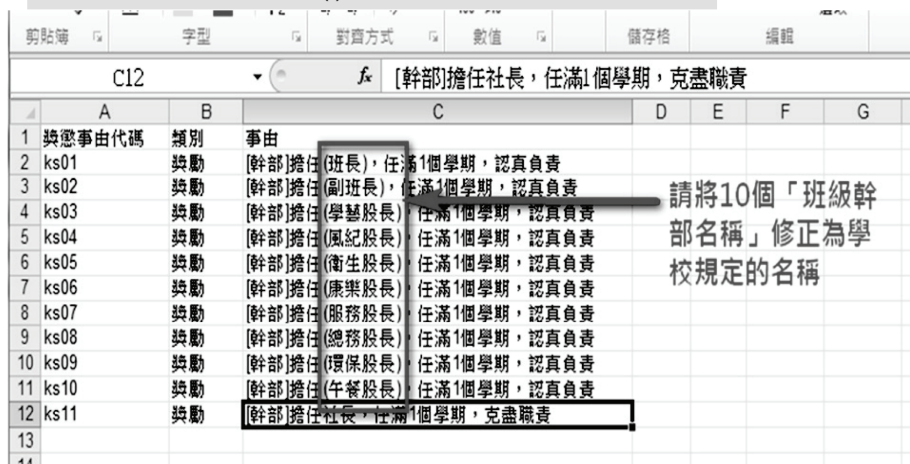 剪貼簿 字型 對齊方式 數值 儲存格 編輯
C12 fx [幹部]擔任社長，任滿1個學期，克盡職責
A B C D E F G
1 獎懲事由代碼 類別 事由
2 ks01 獎勵 [幹部]擔任(班長)，任滿1個學期，認真負責
3 ks02 獎勵 [幹部]擔任(副班長)，任滿1個學期，認真負責
4 ks03 獎勵 [幹部]擔任(學藝股長)，任滿1個學期，認真負責
5 ks04 獎勵 [幹部]擔任(風紀股長)，任滿1個學期，認真負責
6 ks05 獎勵 [幹部]擔任(衛生股長)，任滿1個學期，認真負責
7 ks06 獎勵 [幹部]擔任(康樂股長)，任滿1個學期，認真負責
8 ks07 獎勵 [幹部]擔任(服務股長)，任滿1個學期，認真負責
9 ks08 獎勵 [幹部]擔任(總務股長)，任滿1個學期，認真負責
10 ks09 獎勵 [幹部]擔任(環保股長)，任滿1個學期，認真負責
11 ks10 獎勵 [幹部]擔任(午餐股長)，任滿1個學期，認真負責
12 ks11 獎勵 [幹部]擔任社長，任滿1個學期，克盡職責
13
請將10個「班級幹
部名稱」修正為學
校規定的名稱